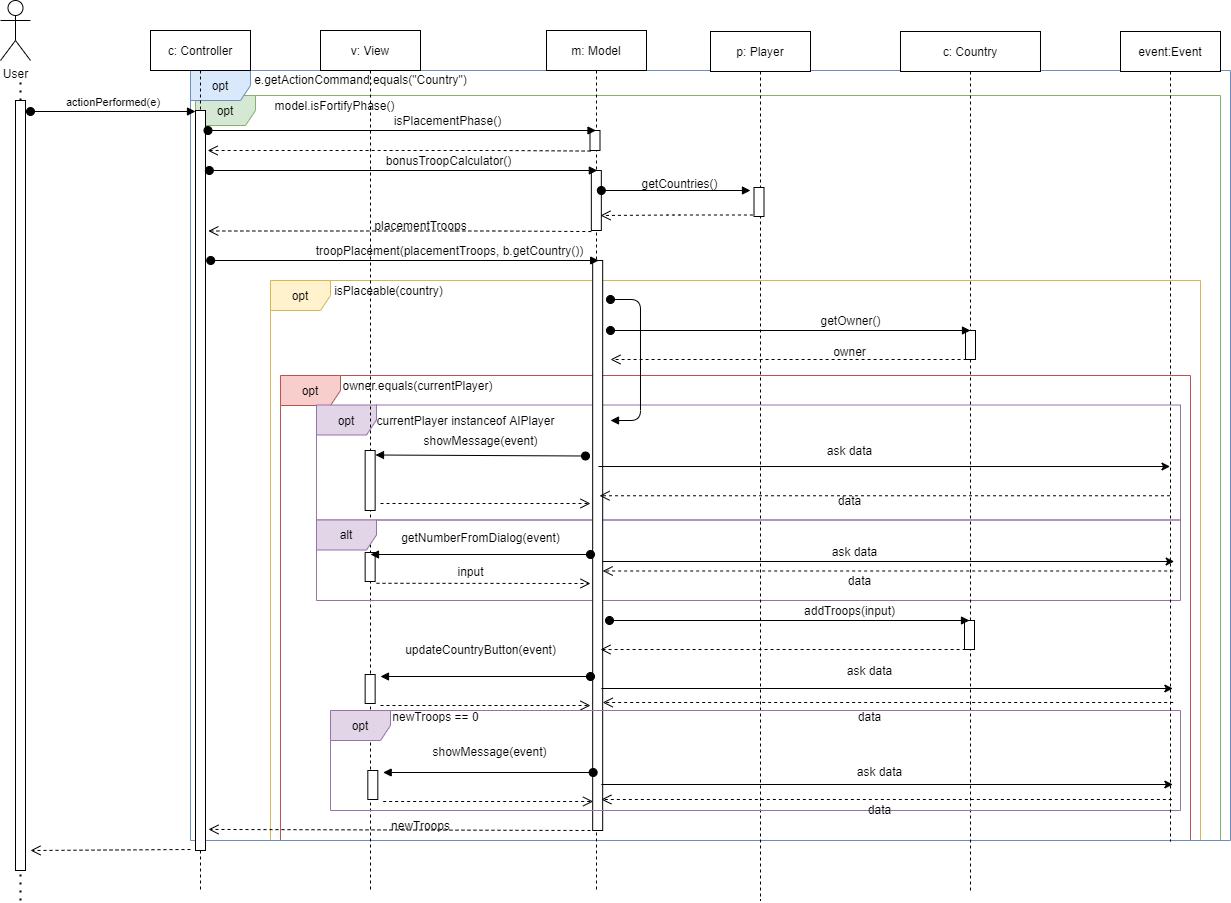 User
c: Controller
v: View
m: Model
p: Player
c: Country
event:Event
opt
e.getActionCommand.equals("Country")
actionPerformed(e)
opt
model.isFortifyPhase()
isPlacementPhase()
bonusTroopCalculator()
getCountries()
placementTroops
troopPlacement(placementTroops, b.getCountry())
opt
isPlaceable(country)
getOwner()
owner
opt
owner.equals(currentPlayer)
opt
currentPlayer instanceof AIPlayer
showMessage(event)
ask data
data
alt
getNumberFromDialog(event)
ask data
input
data
addTroops(input)
updateCountryButton(event)
ask data
opt
newTroops == 0
data
showMessage(event)
ask data
data
newTroops